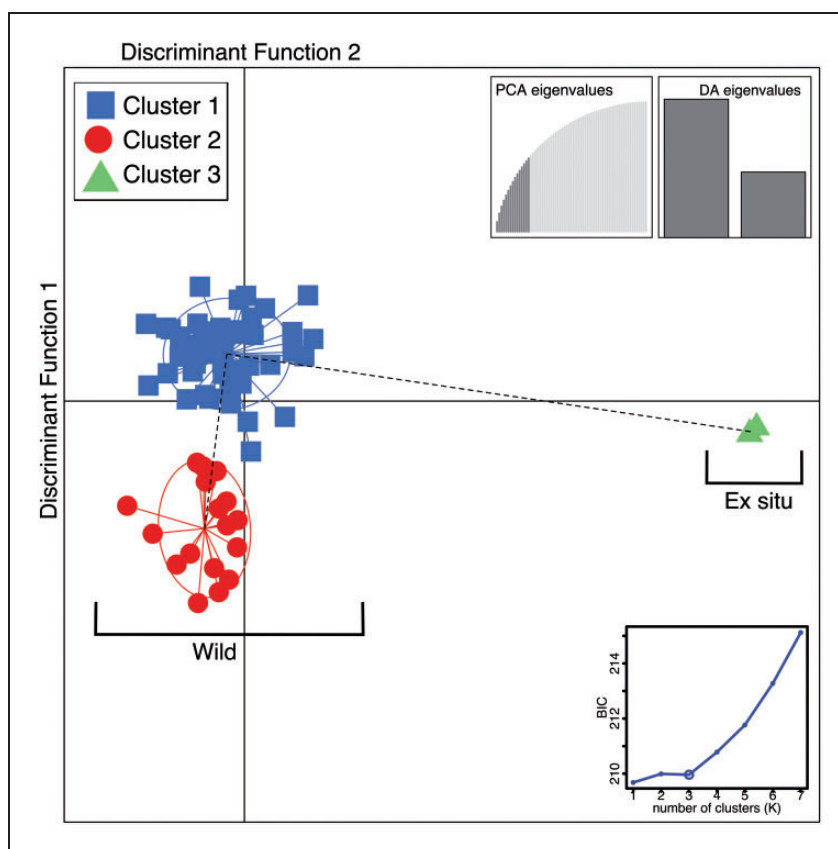 Discriminant Function 2
Cluster 1
Cluster 2
Cluster 3
PCA eigenvalues
DA eigenvalues
Discriminant Function 1
Ex situ
Wild
BIC
210 212 214
1 2 3 4 5 6 7
number of clusters (K)